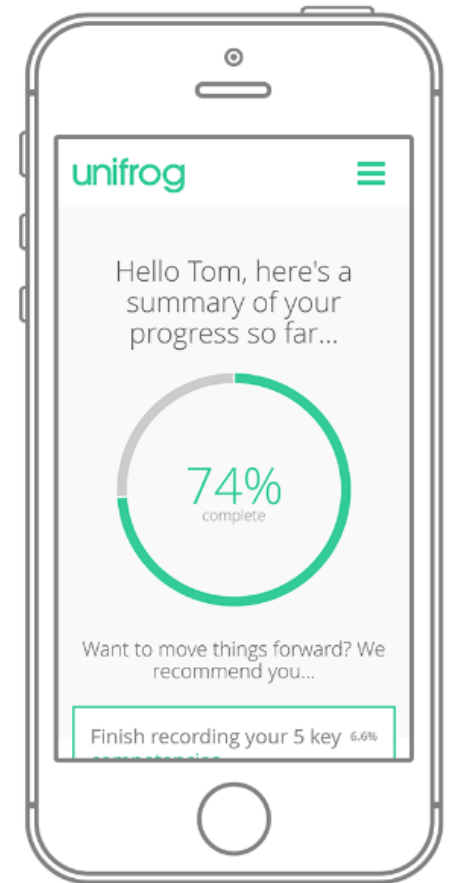 unifrog
Hello Tom, here's a
summary of your
progress so far...
74%
complete
Want to move things forward? We
recommend you...
Finish recording your 5 key 6.6%
competencies